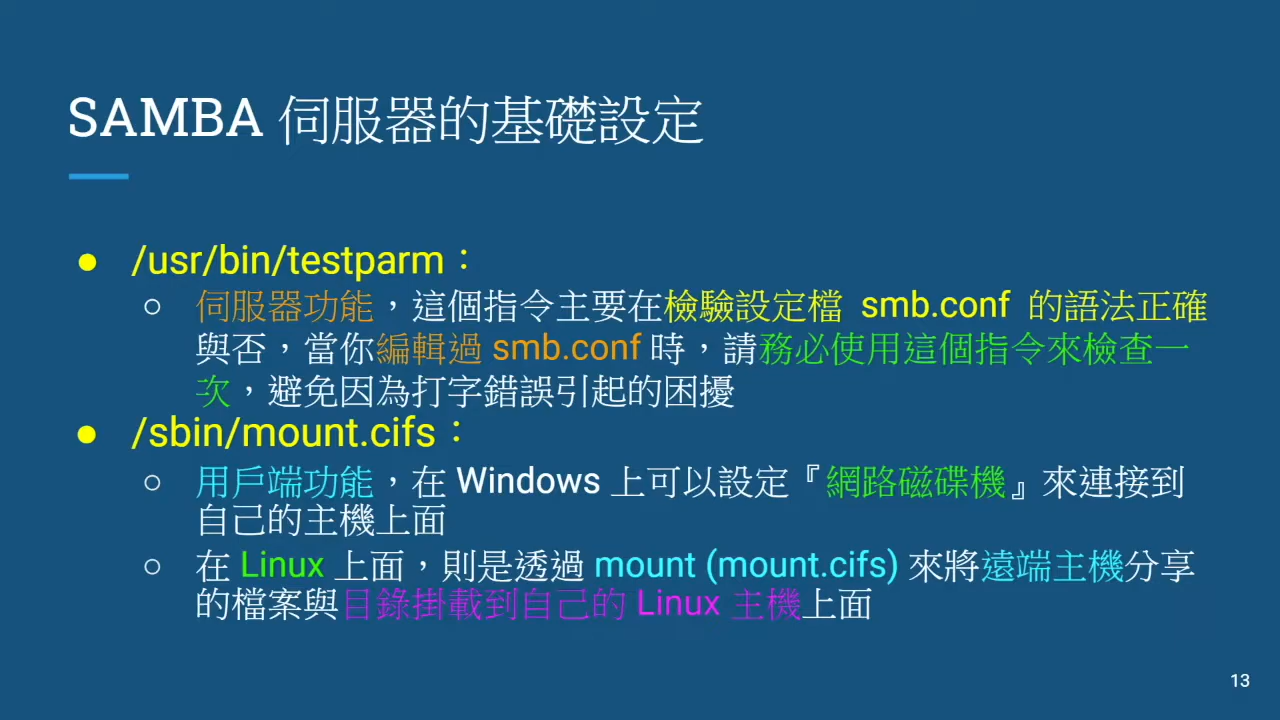 SAMBA 伺服器的基礎設定
● /usr/bin/testparm：
○ 伺服器功能，這個指令主要在檢驗設定檔 smb.conf 的語法正確
與否，當你編輯過 smb.conf 時，請務必使用這個指令來檢查一
次，避免因為打字錯誤引起的困擾
● /sbin/mount.cifs：
○ 用戶端功能，在 Windows 上可以設定『網路磁碟機』來連接到
自己的主機上面
○ 在 Linux 上面，則是透過 mount (mount.cifs) 來將遠端主機分享
的檔案與目錄掛載到自己的 Linux 主機上面
13